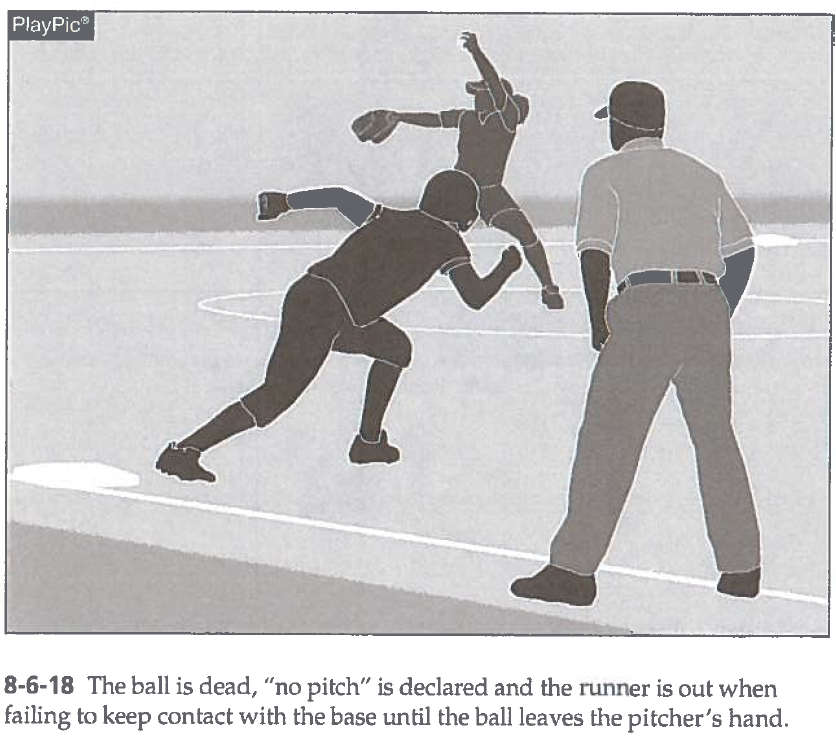 PlayPic®
8-6-18 The ball is dead, “no pitch” is declared and the runner is out when
failing to keep contact with the base until the ball leaves the pitcher’s hand.